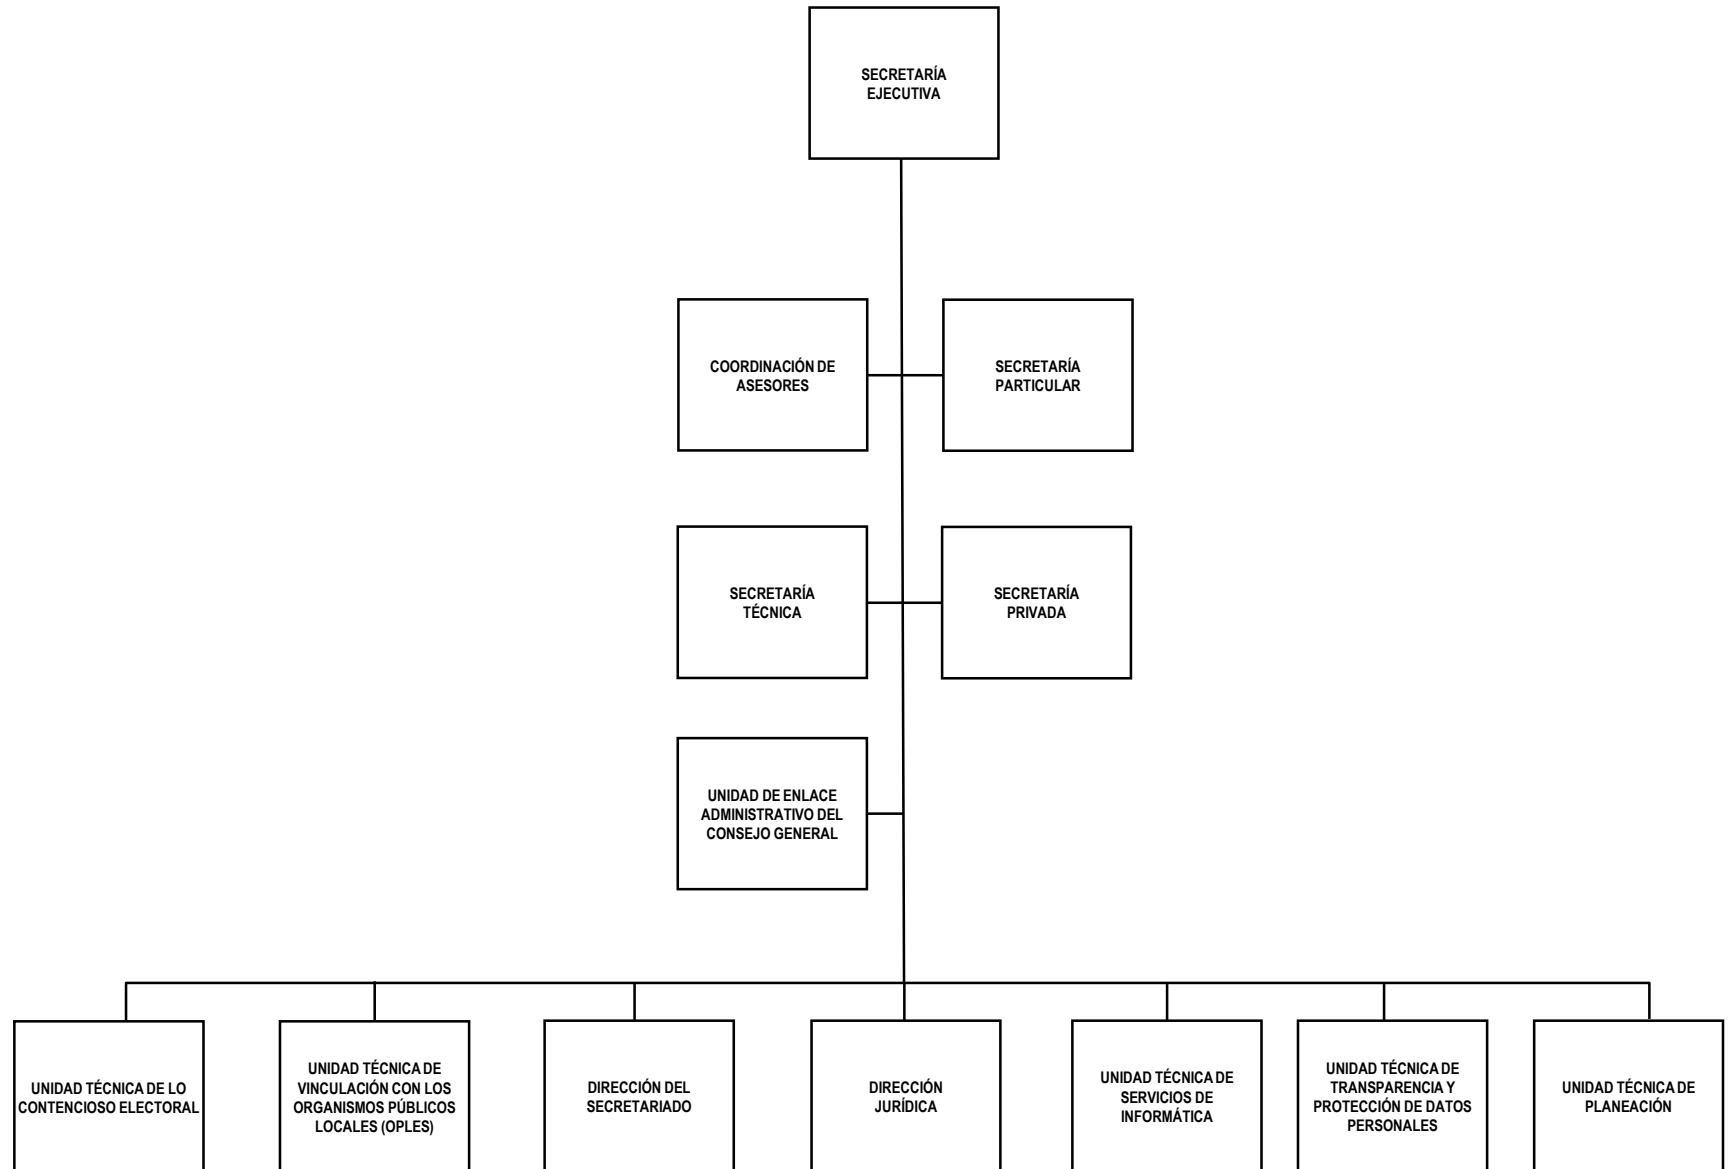 SECRETARÍA
EJECUTIVA
COORDINACIÓN DE
ASESORES
SECRETARÍA
PARTICULAR
SECRETARÍA
TÉCNICA
SECRETARÍA
PRIVADA
UNIDAD DE ENLACE
ADMINISTRATIVO DEL
CONSEJO GENERAL
UNIDAD TÉCNICA DE LO
CONTENCIOSO ELECTORAL
UNIDAD TÉCNICA DE
VINCULACIÓN CON LOS
ORGANISMOS PÚBLICOS
LOCALES (OPLES)
DIRECCIÓN DEL
SECRETARIADO
DIRECCIÓN
JURÍDICA
UNIDAD TÉCNICA DE
SERVICIOS DE
INFORMÁTICA
UNIDAD TÉCNICA DE
TRANSPARENCIA Y
PROTECCIÓN DE DATOS
PERSONALES
UNIDAD TÉCNICA DE
PLANEACIÓN